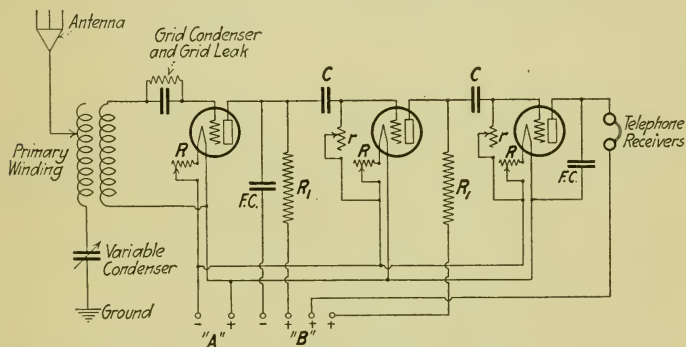 Antenna
Grid Condenser
and Grid Leak
C
C
Primary
Winding
R
r
R
r
R
Telephone
Receivers
F.C.
R₁
R₁
F.C.
Variable
Condenser
Ground
- + - + + +
"A" "B"